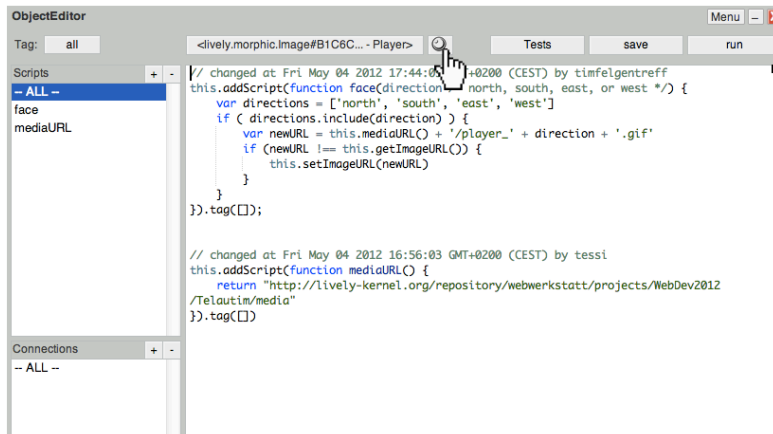 ObjectEditor
Menu
Tag: all <lively.morphic.Image#B1C6C... - Player> Tests save run
Scripts + -
-- ALL --
face
mediaURL
// changed at Fri May 04 2012 17:44:0 +0200 (CEST) by timfelgentreff
this.addScript(function face(direction north, south, east, or west */) {
var directions = ['north', 'south', 'east', 'west']
if ( directions.include(direction) ) {
var newURL = this.mediaURL() + '/player_' + direction + '.gif'
if (newURL !== this.getImageURL()) {
this.setImageURL(newURL)
}
}
}).tag([]);
// changed at Fri May 04 2012 16:56:03 GMT+0200 (CEST) by tessi
this.addScript(function mediaURL() {
return "http://lively-kernel.org/repository/webwerkstatt/projects/WebDev2012
/Telautim/media"
}).tag([])
Connections + -
-- ALL --